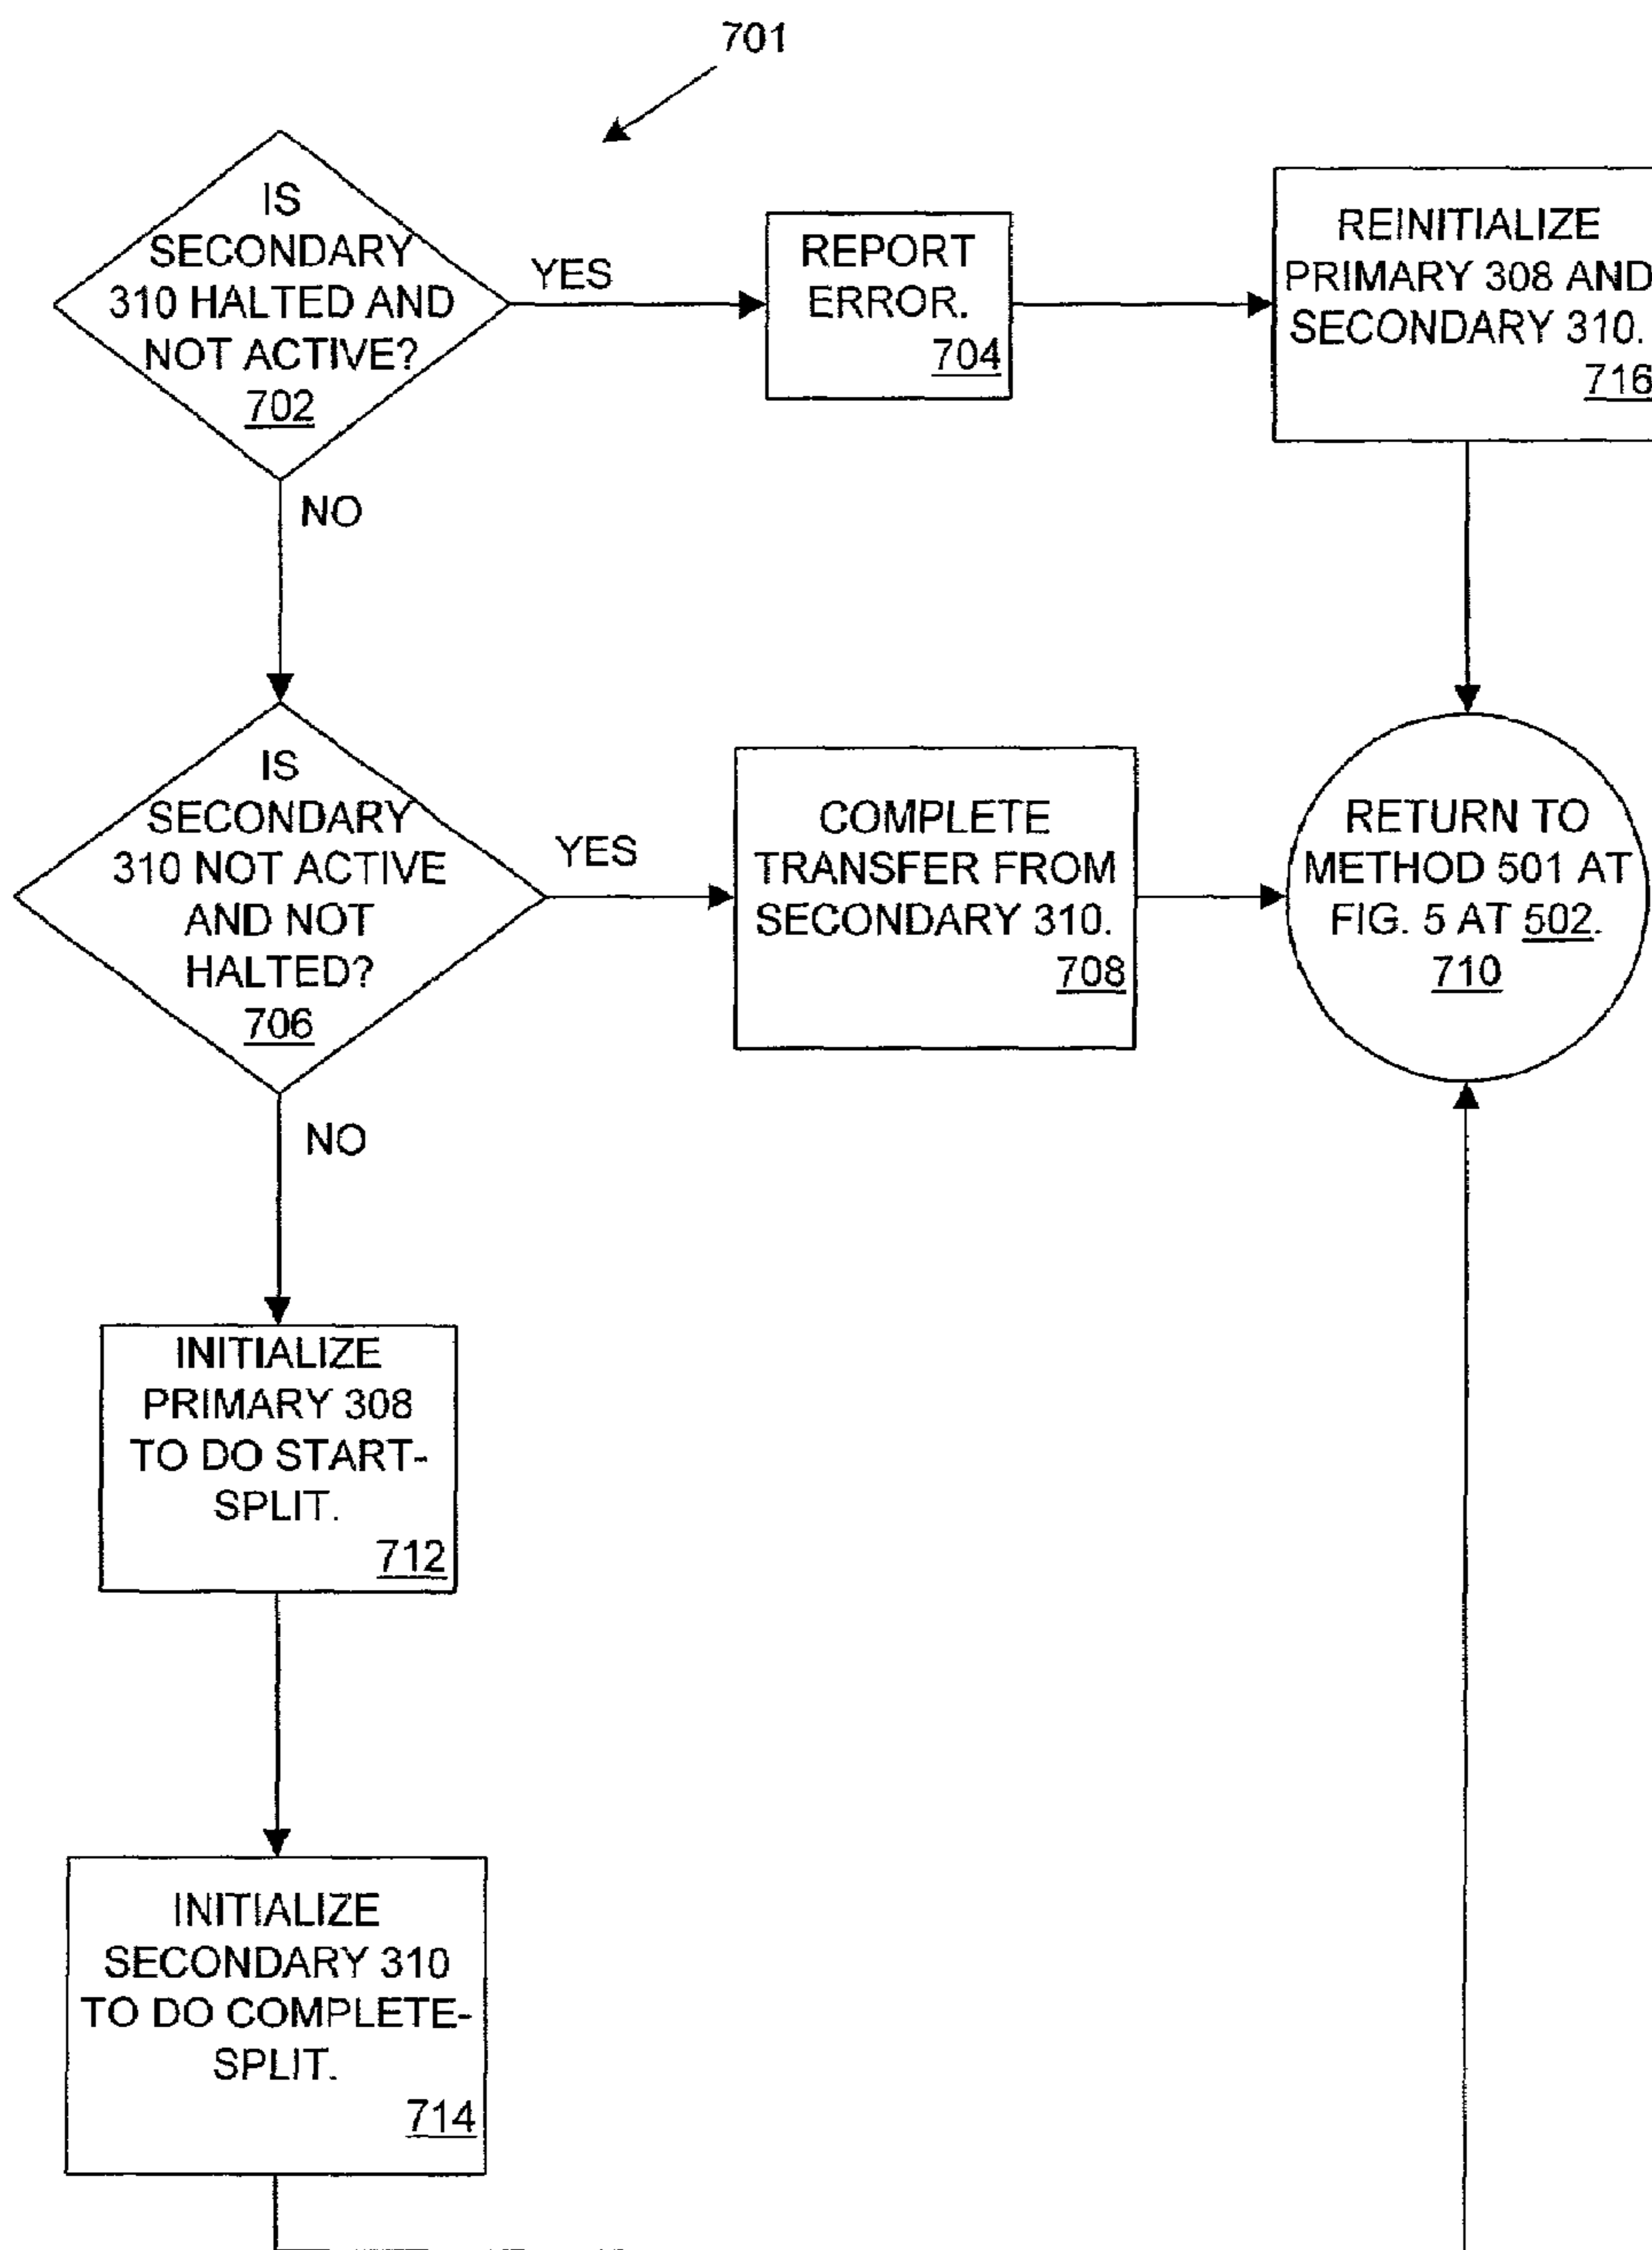 701
IS
SECONDARY
310 HALTED AND
NOT ACTIVE?
702
YES
REPORT
ERROR.
704
REINITIALIZE
PRIMARY 308 AND
SECONDARY 310.
716
NO
IS
SECONDARY
310 NOT ACTIVE
AND NOT
HALTED?
706
YES
COMPLETE
TRANSFER FROM
SECONDARY 310.
708
RETURN TO
METHOD 501 AT
FIG. 5 AT 502.
710
NO
INITIALIZE
PRIMARY 308
TO DO START-
SPLIT.
712
INITIALIZE
SECONDARY 310
TO DO COMPLETE-
SPLIT.
714